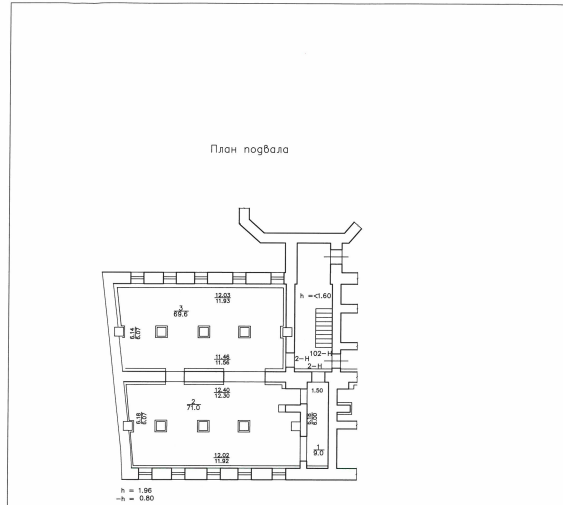 План подвала
h =<1.60
12.03
11.93
3
69.6
6.14
6.07
11.46
11.56
102-Н
2-Н
2-Н
12.40
12.30
1.50
2
71.0
6.18
6.07
6.00
12.02
11.92
1
9.0
h = 1.96
-h = 0.80